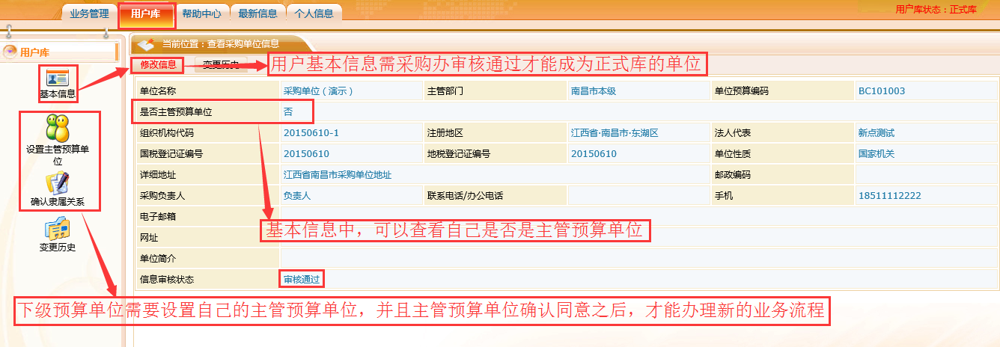 业务管理 用户库 帮助中心 最新信息 个人信息 用户库状态：正式库
用户库
当前位置：查看采购单位信息
修改信息 变更历史 用户基本信息需采购办审核通过才能成为正式库的单位
基本信息
设置主管预算单
位
确认隶属关系
变更历史
单位名称 采购单位（演示） 主管部门 南昌市本级 单位预算编码 BC101003
是否主管预算单位 否
组织机构代码 20150610-1 注册地区 江西省·南昌市·东湖区 法人代表 新点测试
国税登记证编号 20150610 地税登记证编号 20150610 单位性质 国家机关
详细地址 江西省南昌市采购单位地址 邮政编码
采购负责人 负责人 联系电话/办公电话 手机 18511112222
电子邮箱
基本信息中，可以查看自己是否是主管预算单位
网址
单位简介
信息审核状态 审核通过
下级预算单位需要设置自己的主管预算单位，并且主管预算单位确认同意之后，才能办理新的业务流程